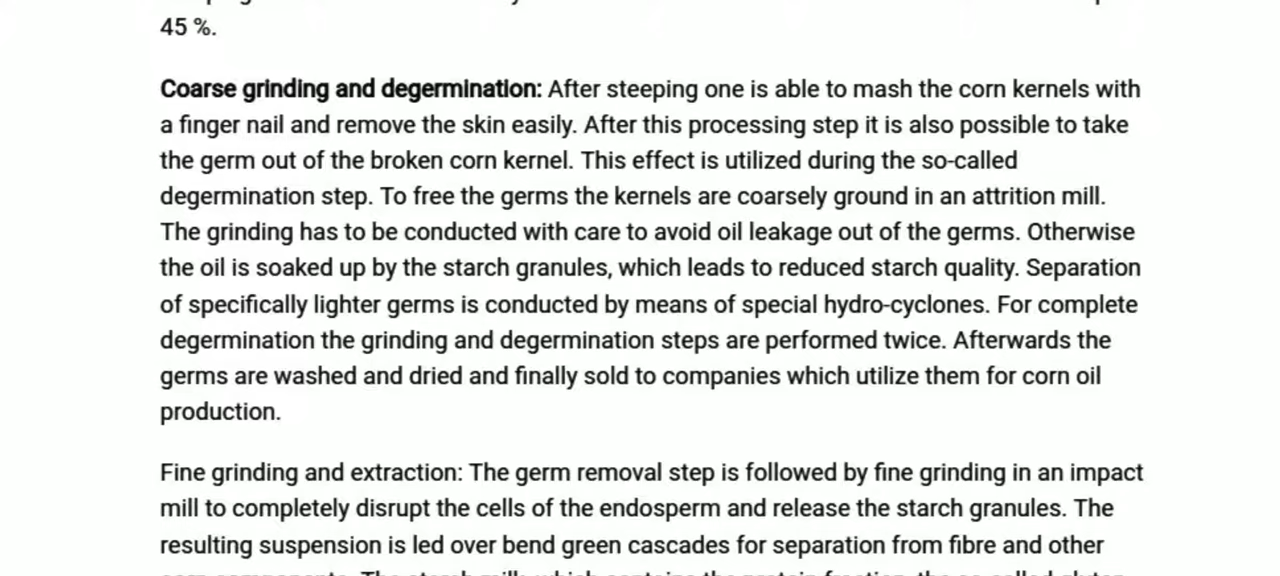 45 %.
Coarse grinding and degermination: After steeping one is able to mash the corn kernels with
a finger nail and remove the skin easily. After this processing step it is also possible to take
the germ out of the broken corn kernel. This effect is utilized during the so-called
degermination step. To free the germs the kernels are coarsely ground in an attrition mill.
The grinding has to be conducted with care to avoid oil leakage out of the germs. Otherwise
the oil is soaked up by the starch granules, which leads to reduced starch quality. Separation
of specifically lighter germs is conducted by means of special hydro-cyclones. For complete
degermination the grinding and degermination steps are performed twice. Afterwards the
germs are washed and dried and finally sold to companies which utilize them for corn oil
production.
Fine grinding and extraction: The germ removal step is followed by fine grinding in an impact
mill to completely disrupt the cells of the endosperm and release the starch granules. The
resulting suspension is led over bend green cascades for separation from fibre and other